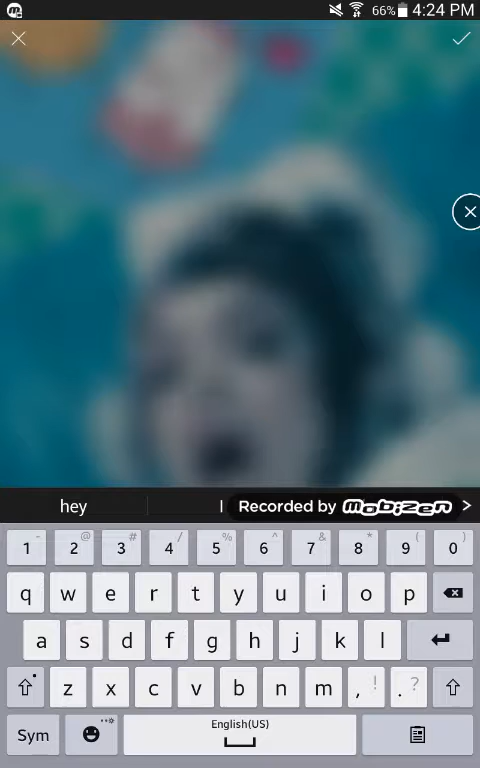 66% 4:24 PM
hey I Recorded by mobizen
1 - 2 @ 3 # 4 / 5 % 6 ^ 7 & 8 * 9 ( 0 )
q w e r t y u i o p
a s d f g h j k l
z x c v b n m , ! . ?
Sym English(US)